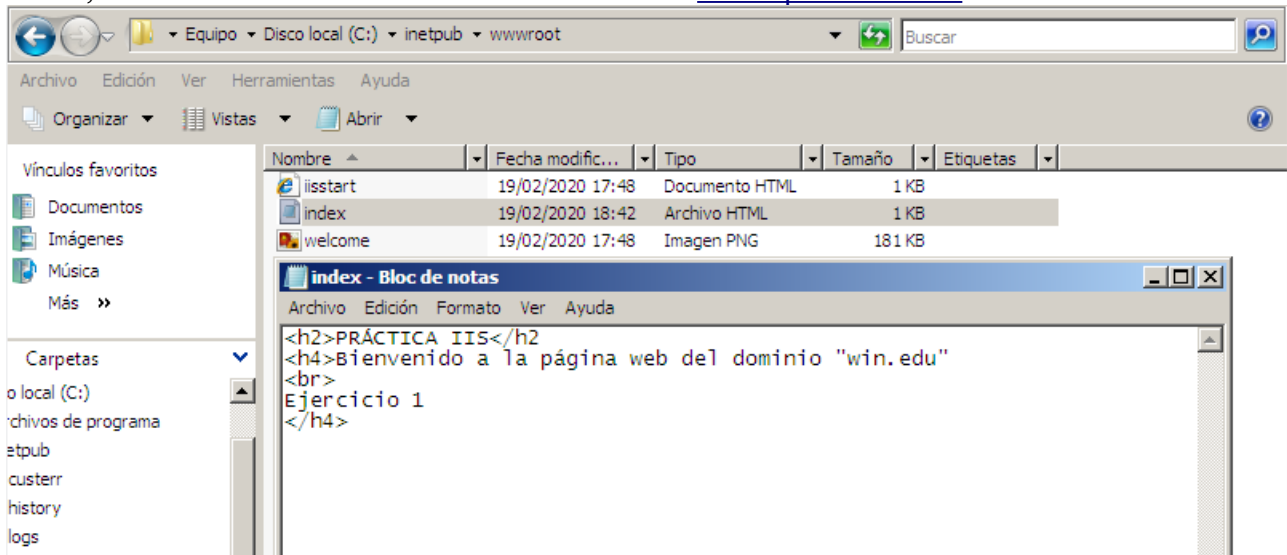 Equipo Disco local (C:) inetpub wwwroot Buscar
Archivo Edición Ver Herramientas Ayuda
Organizar Vistas Abrir
Vínculos favoritos
Documentos
Imágenes
Música
Más »
Carpetas
o local (C:)
rchivos de programa
etpub
custerr
history
logs
Nombre Fecha modific... Tipo Tamaño Etiquetas
iisstart 19/02/2020 17:48 Documento HTML 1 KB
index 19/02/2020 18:42 Archivo HTML 1 KB
welcome 19/02/2020 17:48 Imagen PNG 181 KB
index - Bloc de notas
Archivo Edición Formato Ver Ayuda
<h2>PRÁCTICA IIS</h2
<h4>Bienvenido a la página web del dominio "win.edu"
<br>
Ejercicio 1
</h4>